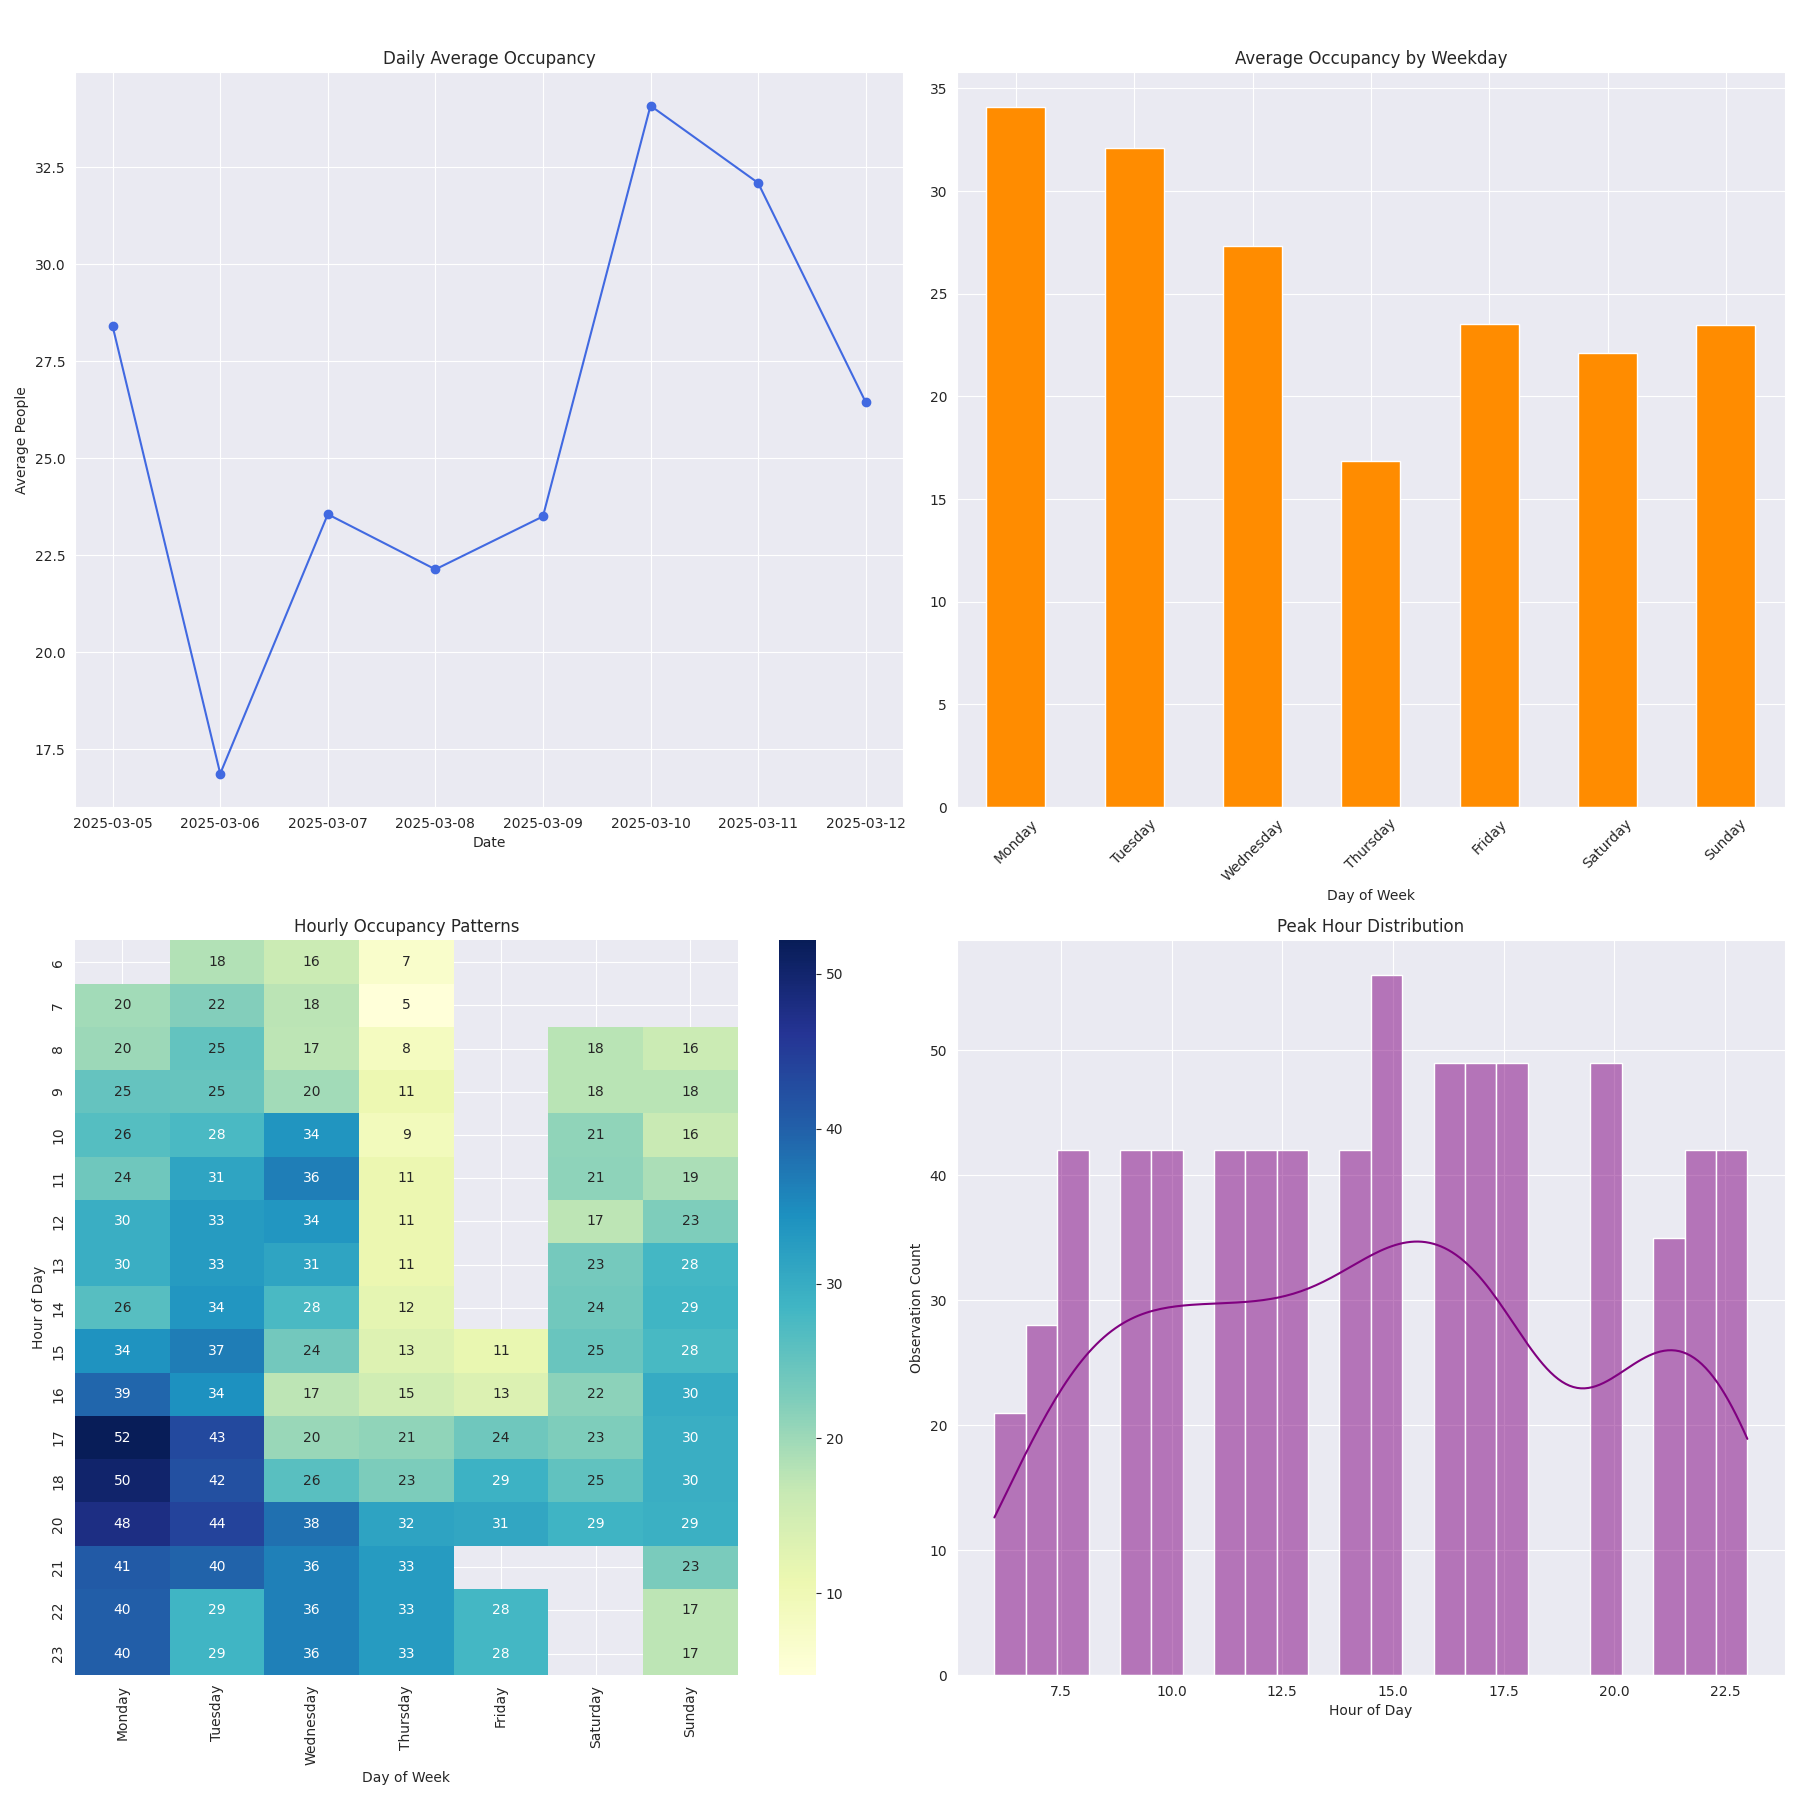 Daily Average Occupancy
32.5
30.0
27.5
25.0
22.5
20.0
17.5
Average People
2025-03-05 2025-03-06 2025-03-07 2025-03-08 2025-03-09 2025-03-10 2025-03-11 2025-03-12
Date
Average Occupancy by Weekday
35
30
25
20
15
10
5
0
Monday Tuesday Wednesday Thursday Friday Saturday Sunday
Day of Week
Hourly Occupancy Patterns
Hour of Day
6 18 16 7
7 20 22 18 5
8 20 25 17 8 18 16
9 25 25 20 11 18 18
10 26 28 34 9 21 16
11 24 31 36 11 21 19
12 30 33 34 11 17 23
13 30 33 31 11 23 28
14 26 34 28 12 24 29
15 34 37 24 13 11 25 28
16 39 34 17 15 13 22 30
17 52 43 20 21 24 23 30
18 50 42 26 23 29 25 30
20 48 44 38 32 31 29 29
21 41 40 36 33 23
22 40 29 36 33 28 17
23 40 29 36 33 28 17
Monday Tuesday Wednesday Thursday Friday Saturday Sunday
Day of Week
50
40
30
20
10
Peak Hour Distribution
50
40
30
20
10
0
Observation Count
7.5 10.0 12.5 15.0 17.5 20.0 22.5
Hour of Day